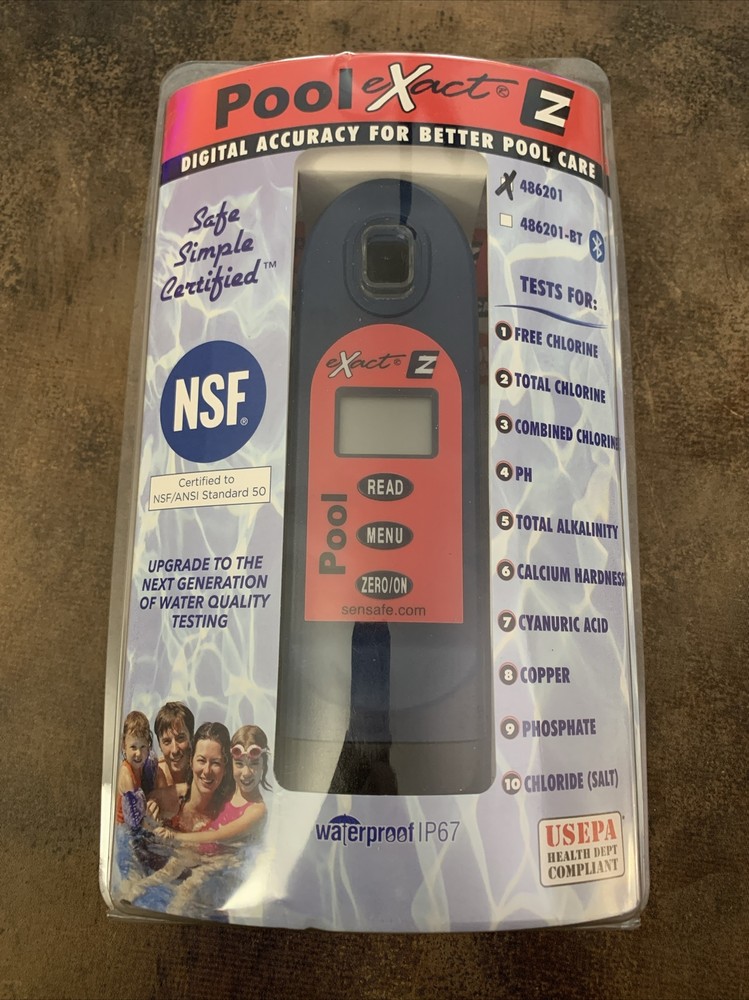 Pool eXact® Z
DIGITAL ACCURACY FOR BETTER POOL CARE
Safe
Simple
Certified™
NSF®
Certified to
NSF/ANSI Standard 50
UPGRADE TO THE
NEXT GENERATION
OF WATER QUALITY
TESTING
eXact® Z
READ
MENU
ZERO/ON
Pool
sensafe.com
waterproof IP67
X 486201
486201-BT
TESTS FOR:
1 FREE CHLORINE
2 TOTAL CHLORINE
3 COMBINED CHLORINE
4 PH
5 TOTAL ALKALINITY
6 CALCIUM HARDNESS
7 CYANURIC ACID
8 COPPER
9 PHOSPHATE
10 CHLORIDE (SALT)
USEPA
HEALTH DEPT
COMPLIANT